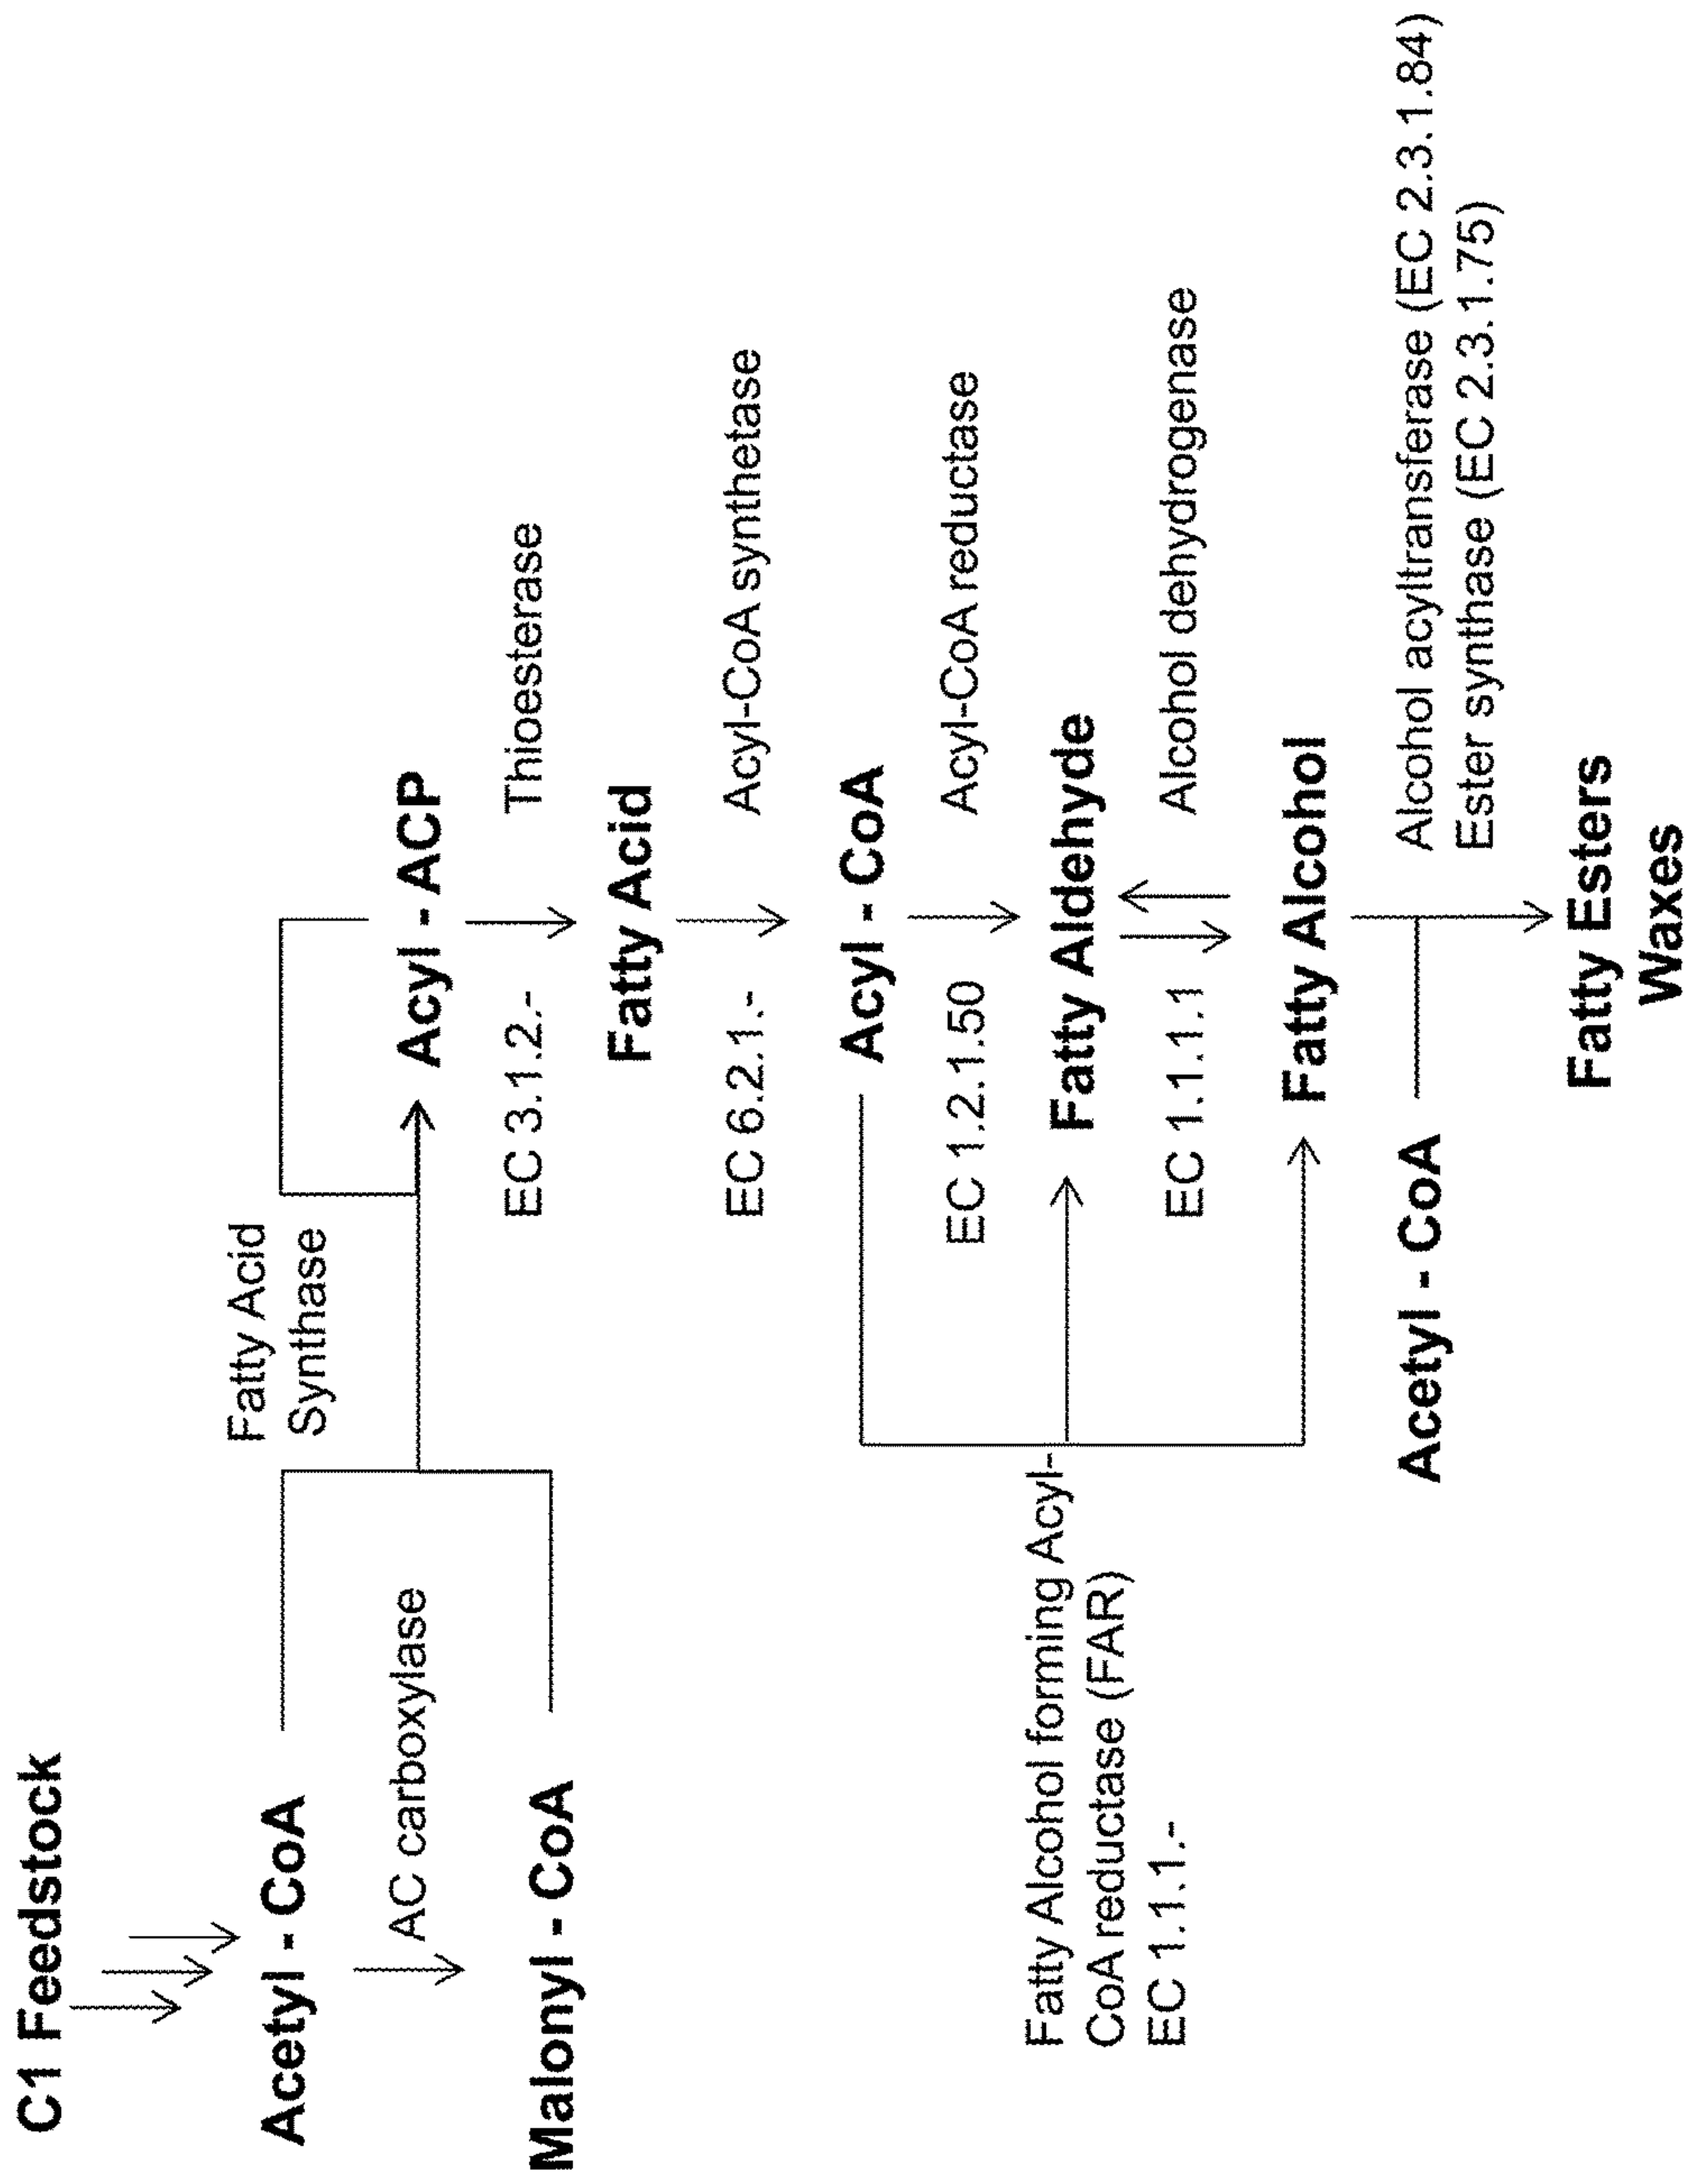 C1 Feedstock
Acetyl - CoA
AC carboxylase
Malonyl - CoA
Fatty Acid
Synthase
Acyl - ACP
EC 3.1.2.-
Thioesterase
Fatty Acid
EC 6.2.1.-
Acyl-CoA synthetase
Acyl - CoA
EC 1.2.1.50
Acyl-CoA reductase
Fatty Alcohol forming Acyl-
CoA reductase (FAR)
EC 1.1.1.-
Fatty Aldehyde
EC 1.1.1.1
Alcohol dehydrogenase
Fatty Alcohol
Acetyl - CoA
Alcohol acyltransferase (EC 2.3.1.84)
Ester synthase (EC 2.3.1.75)
Fatty Esters
Waxes